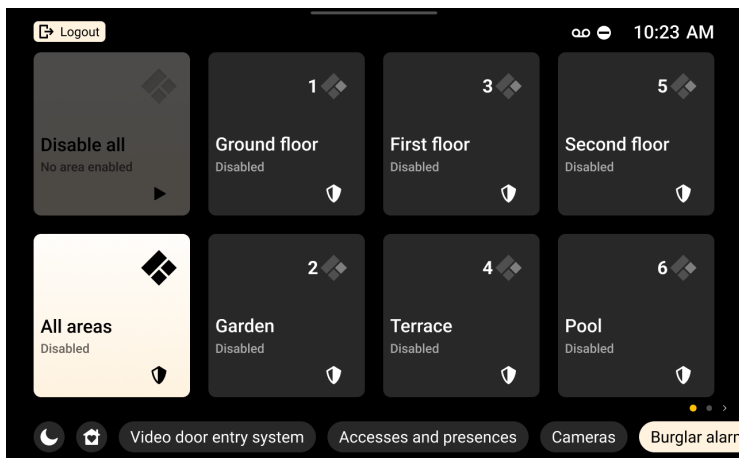 Logout
10:23 AM
Disable all
No area enabled
1
Ground floor
Disabled
3
First floor
Disabled
5
Second floor
Disabled
All areas
Disabled
2
Garden
Disabled
4
Terrace
Disabled
6
Pool
Disabled
Video door entry system
Accesses and presences
Cameras
Burglar alarm